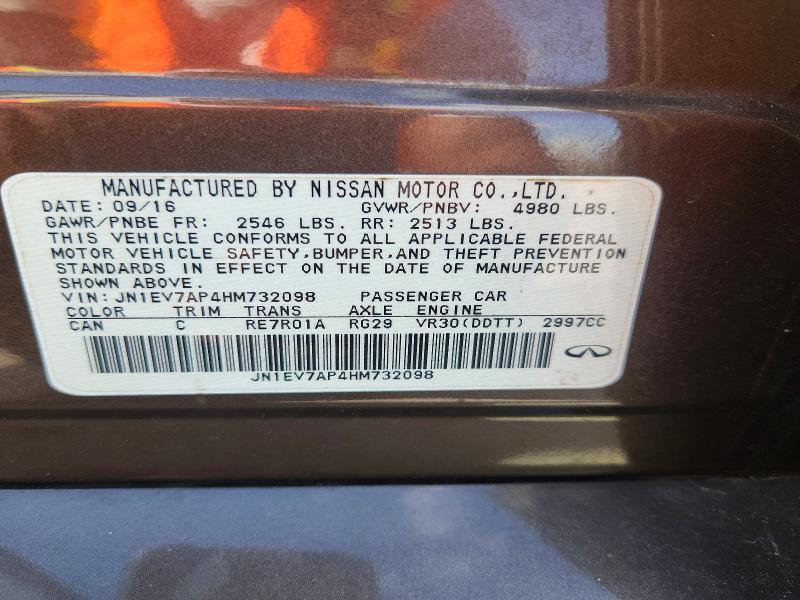 MANUFACTURED BY NISSAN MOTOR CO.,LTD.
DATE: 09/16 GVWR/PNBV: 4980 LBS.
GAWR/PNBE FR: 2546 LBS. RR: 2513 LBS.
THIS VEHICLE CONFORMS TO ALL APPLICABLE FEDERAL
MOTOR VEHICLE SAFETY,BUMPER,AND THEFT PREVENTION
STANDARDS IN EFFECT ON THE DATE OF MANUFACTURE
SHOWN ABOVE.
VIN: JN1EV7AP4HM732098 PASSENGER CAR
COLOR TRIM TRANS AXLE ENGINE
CAN C RE7R01A RG29 VR30(DDTT) 2997CC
JN1EV7AP4HM732098